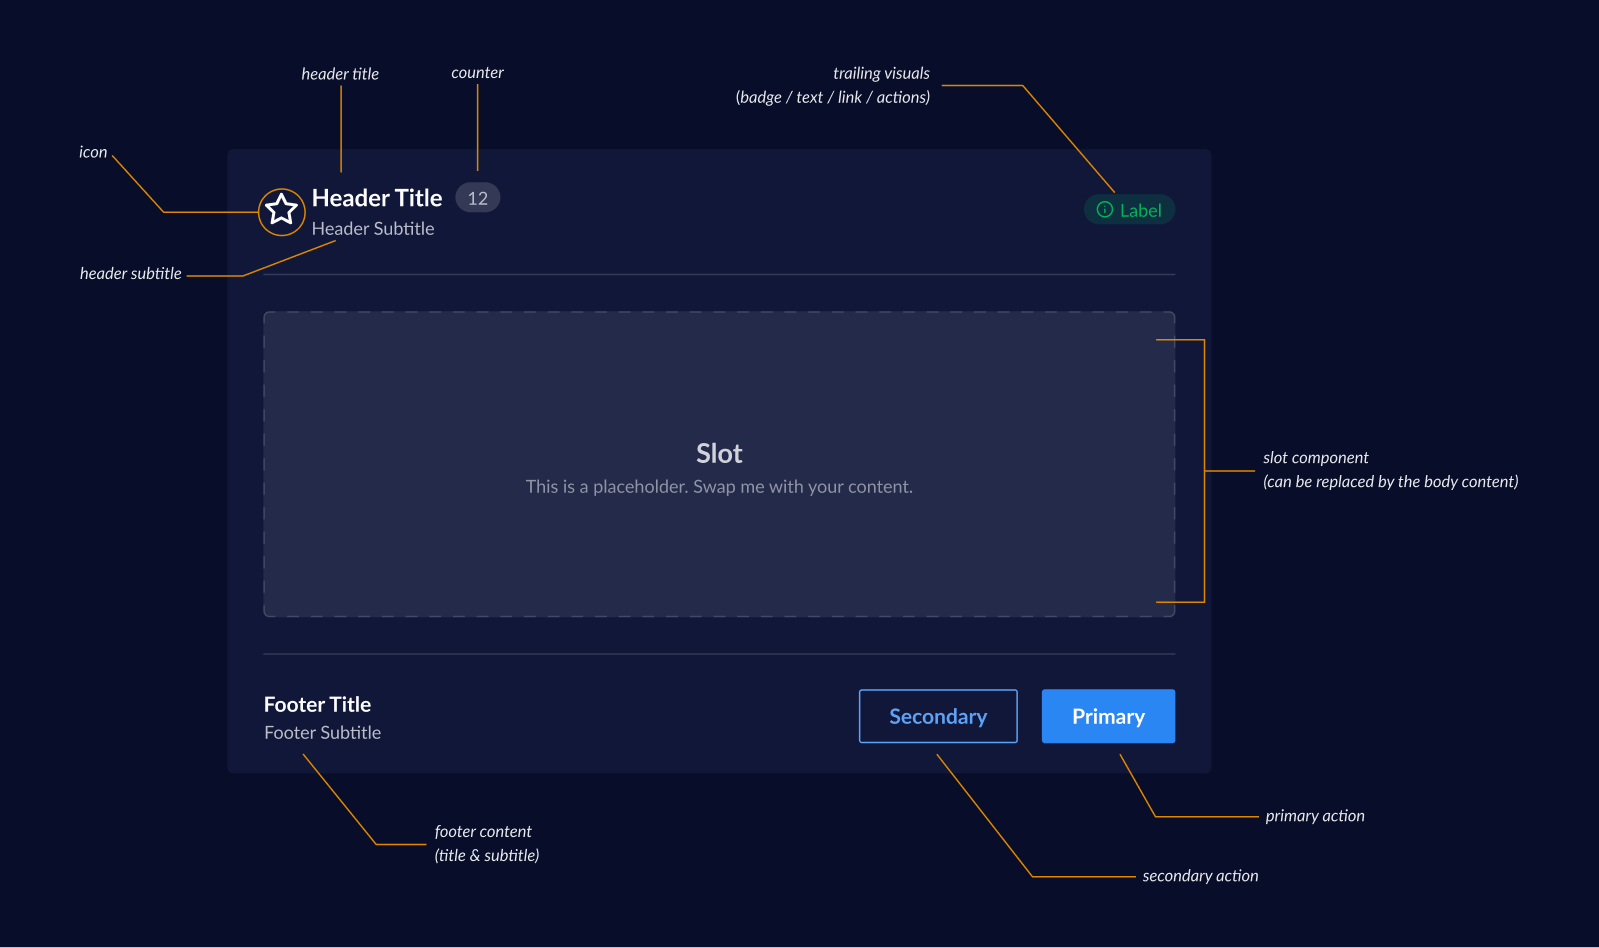 header title
counter
trailing visuals
(badge / text / link / actions)
icon
Header Title 12
Header Subtitle
Label
header subtitle
Slot
This is a placeholder. Swap me with your content.
slot component
(can be replaced by the body content)
Footer Title
Footer Subtitle
Secondary
Primary
footer content
(title & subtitle)
primary action
secondary action